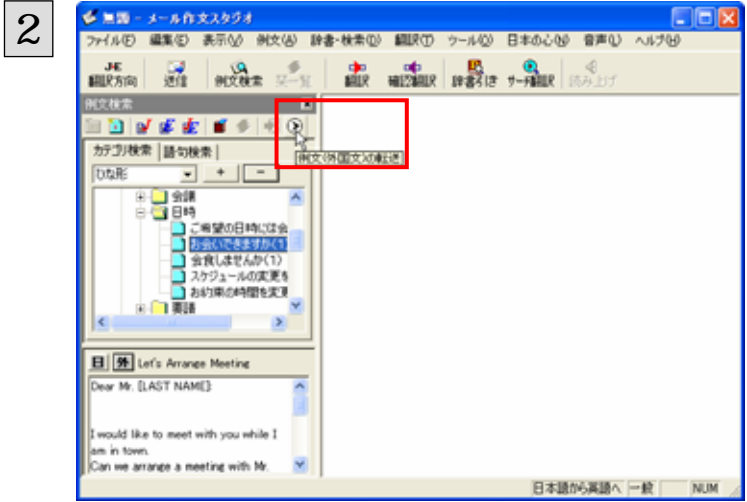 2
無題 - メール作文スタジオ
ファイル(F) 編集(E) 表示(V) 例文(A) 辞書・検索(D) 翻訳(T) ツール(Q) 日本の心(N) 音声(U) ヘルプ(H)
翻訳方向 送信 例文検索 栞一覧 翻訳 確認翻訳 辞書引き サーチ翻訳 読み上げ
例文検索
例文(外国文)の転送
カテゴリ検索 語句検索
ひな形 + -
会議
日時
ご希望の日時には会
お会いできますか(1)
会食しませんか(1)
スケジュールの変更を
お約束の時間を変更
要請
日 外 Let's Arrange Meeting
Dear Mr. [LAST NAME]:
I would like to meet with you while I
am in town.
Can we arrange a meeting with Mr.
日本語から英語へ 一般 NUM